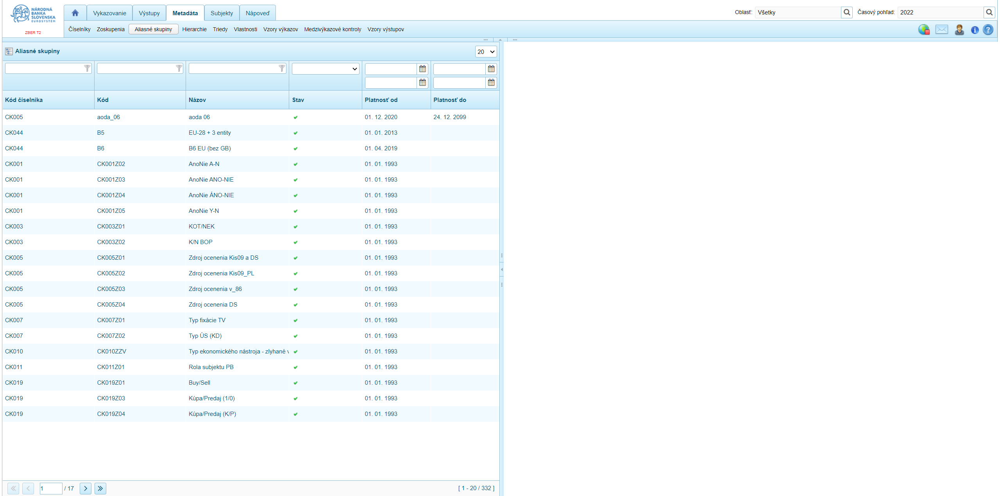 NÁRODNÁ
BANKA
SLOVENSKA
EUROSYSTÉM
ZBER T2
Vykazovanie Výstupy Metadáta Subjekty Nápoveď
Oblasť: Všetky Časový pohľad: 2022
Číselníky Zoskupenia Aliasné skupiny Hierarchie Triedy Vlastnosti Vzory výkazov Medzivýkazové kontroly Vzory výstupov
Aliasné skupiny 20
Kód číselníka Kód Názov Stav Platnosť od Platnosť do
CK005 aoda_06 aoda 06 01. 12. 2020 24. 12. 2099
CK044 B5 EU-28 + 3 entity 01. 01. 2013
CK044 B6 B6 EU (bez GB) 01. 04. 2019
CK001 CK001Z02 AnoNie A-N 01. 01. 1993
CK001 CK001Z03 AnoNie ANO-NIE 01. 01. 1993
CK001 CK001Z04 AnoNie ÁNO-NIE 01. 01. 1993
CK001 CK001Z05 AnoNie Y-N 01. 01. 1993
CK003 CK003Z01 KOT/NEK 01. 01. 1993
CK003 CK003Z02 K/N BOP 01. 01. 1993
CK005 CK005Z01 Zdroj ocenenia Kis09 a DS 01. 01. 1993
CK005 CK005Z02 Zdroj ocenenia Kis09_PL 01. 01. 1993
CK005 CK005Z03 Zdroj ocenenia v_86 01. 01. 1993
CK005 CK005Z04 Zdroj ocenenia DS 01. 01. 1993
CK007 CK007Z01 Typ fixácie TV 01. 01. 1993
CK007 CK007Z02 Typ ÚS (KD) 01. 01. 1993
CK010 CK010ZZV Typ ekonomického nástroja - zlyhané v 01. 01. 1993
CK011 CK011Z01 Rola subjektu PB 01. 01. 1993
CK019 CK019Z01 Buy/Sell 01. 01. 1993
CK019 CK019Z03 Kúpa/Predaj (1/0) 01. 01. 1993
CK019 CK019Z04 Kúpa/Predaj (K/P) 01. 01. 1993
1 / 17 [ 1 - 20 / 332 ]